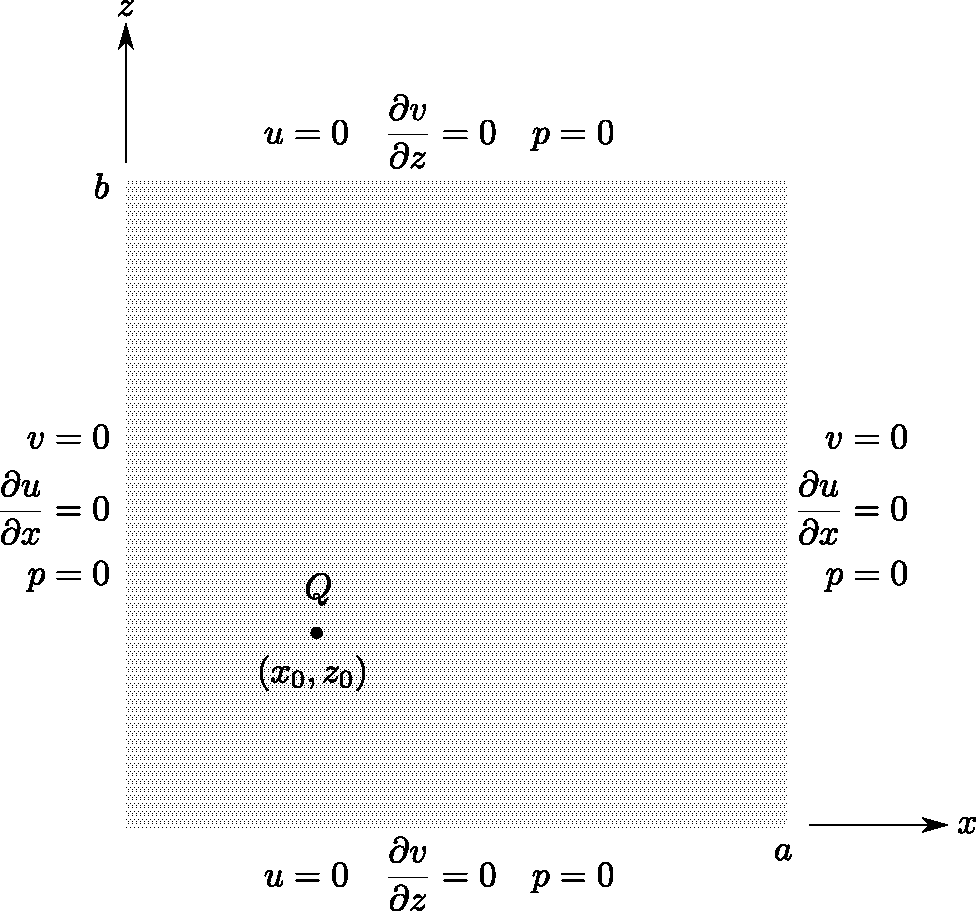 z
u = 0 ∂v/∂z = 0 p = 0
b
v = 0
∂u/∂x = 0
p = 0
v = 0
∂u/∂x = 0
p = 0
Q
(x₀, z₀)
x
a
u = 0 ∂v/∂z = 0 p = 0